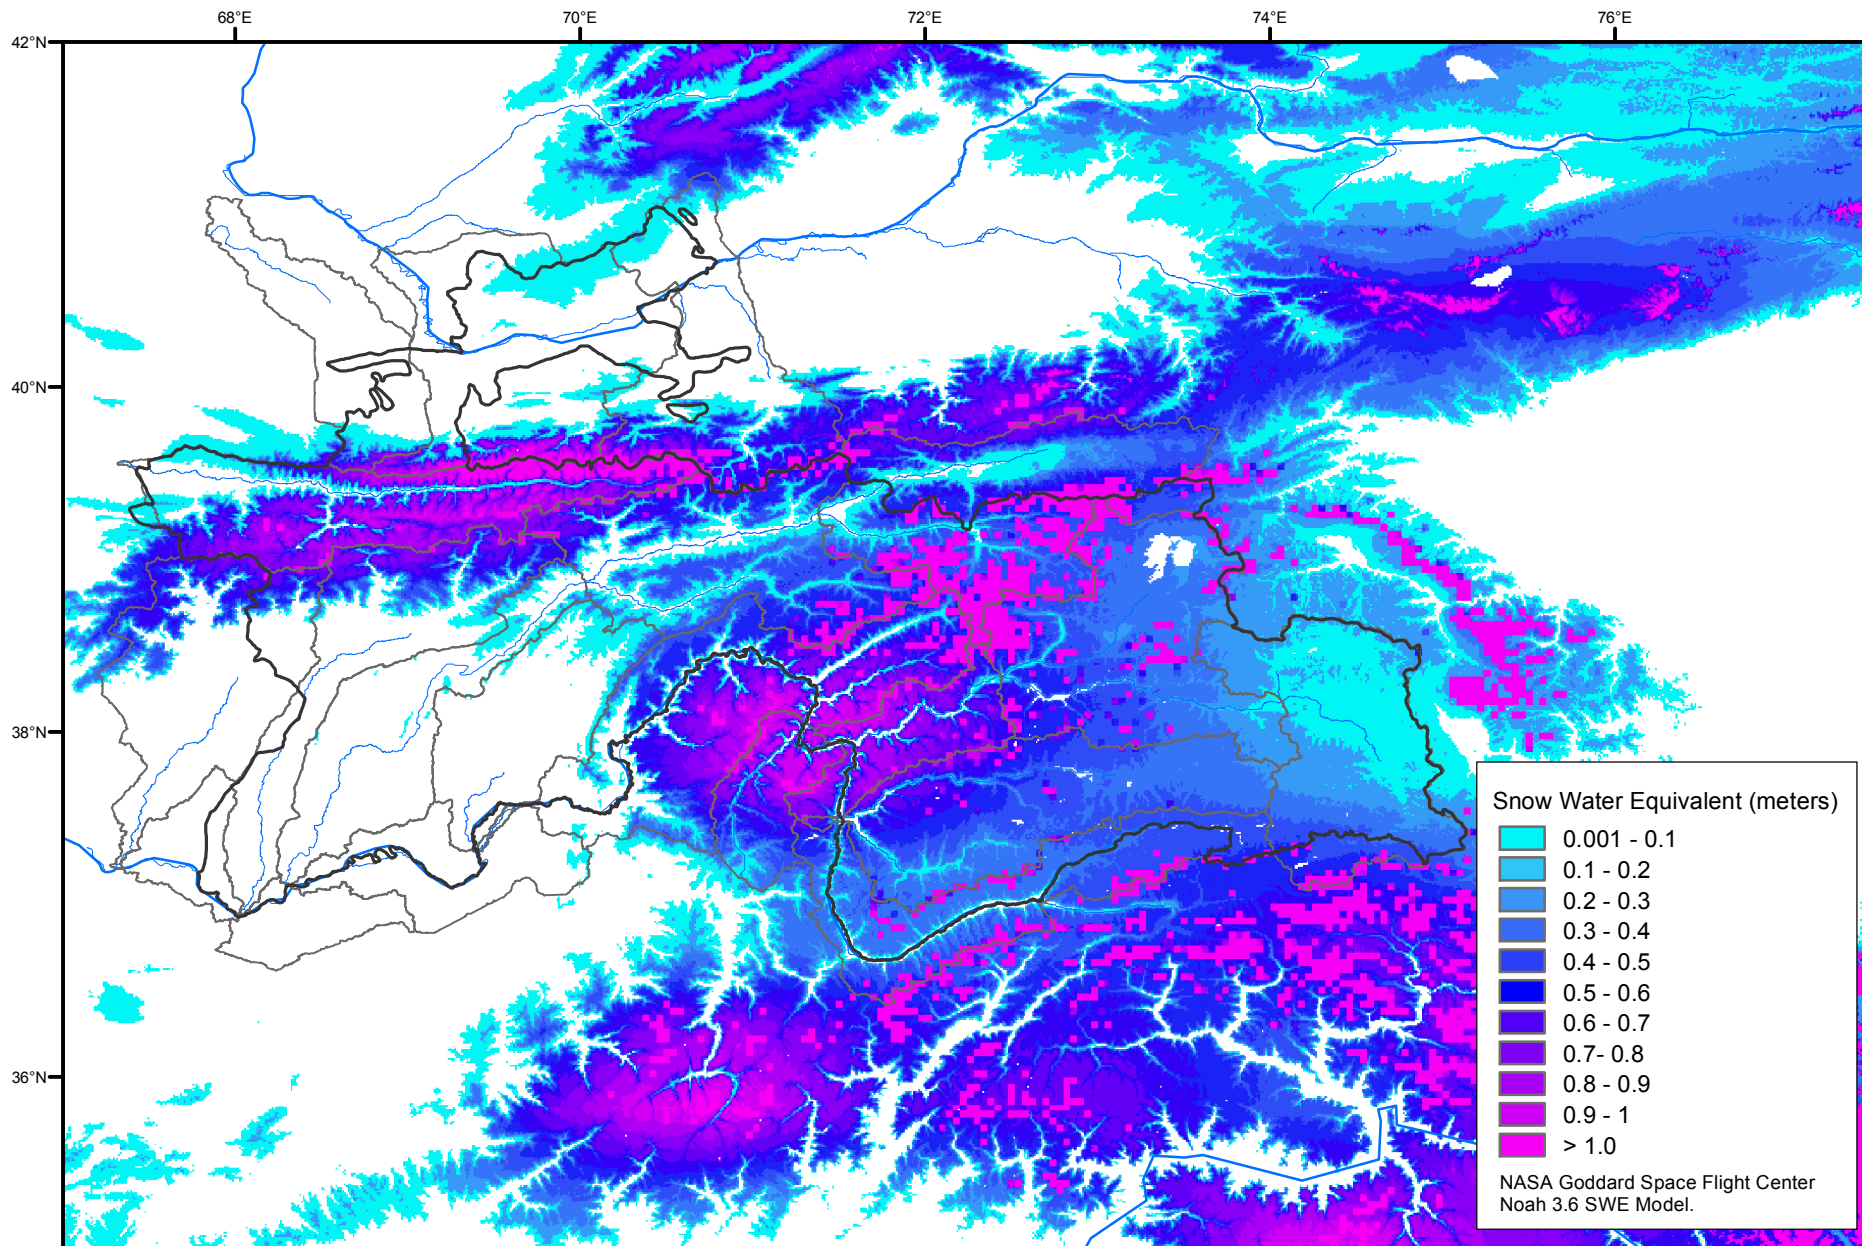 68°E 70°E 72°E 74°E 76°E
42°N
40°N
38°N
36°N
Snow Water Equivalent (meters)
0.001 - 0.1
0.1 - 0.2
0.2 - 0.3
0.3 - 0.4
0.4 - 0.5
0.5 - 0.6
0.6 - 0.7
0.7- 0.8
0.8 - 0.9
0.9 - 1
> 1.0
NASA Goddard Space Flight Center
Noah 3.6 SWE Model.